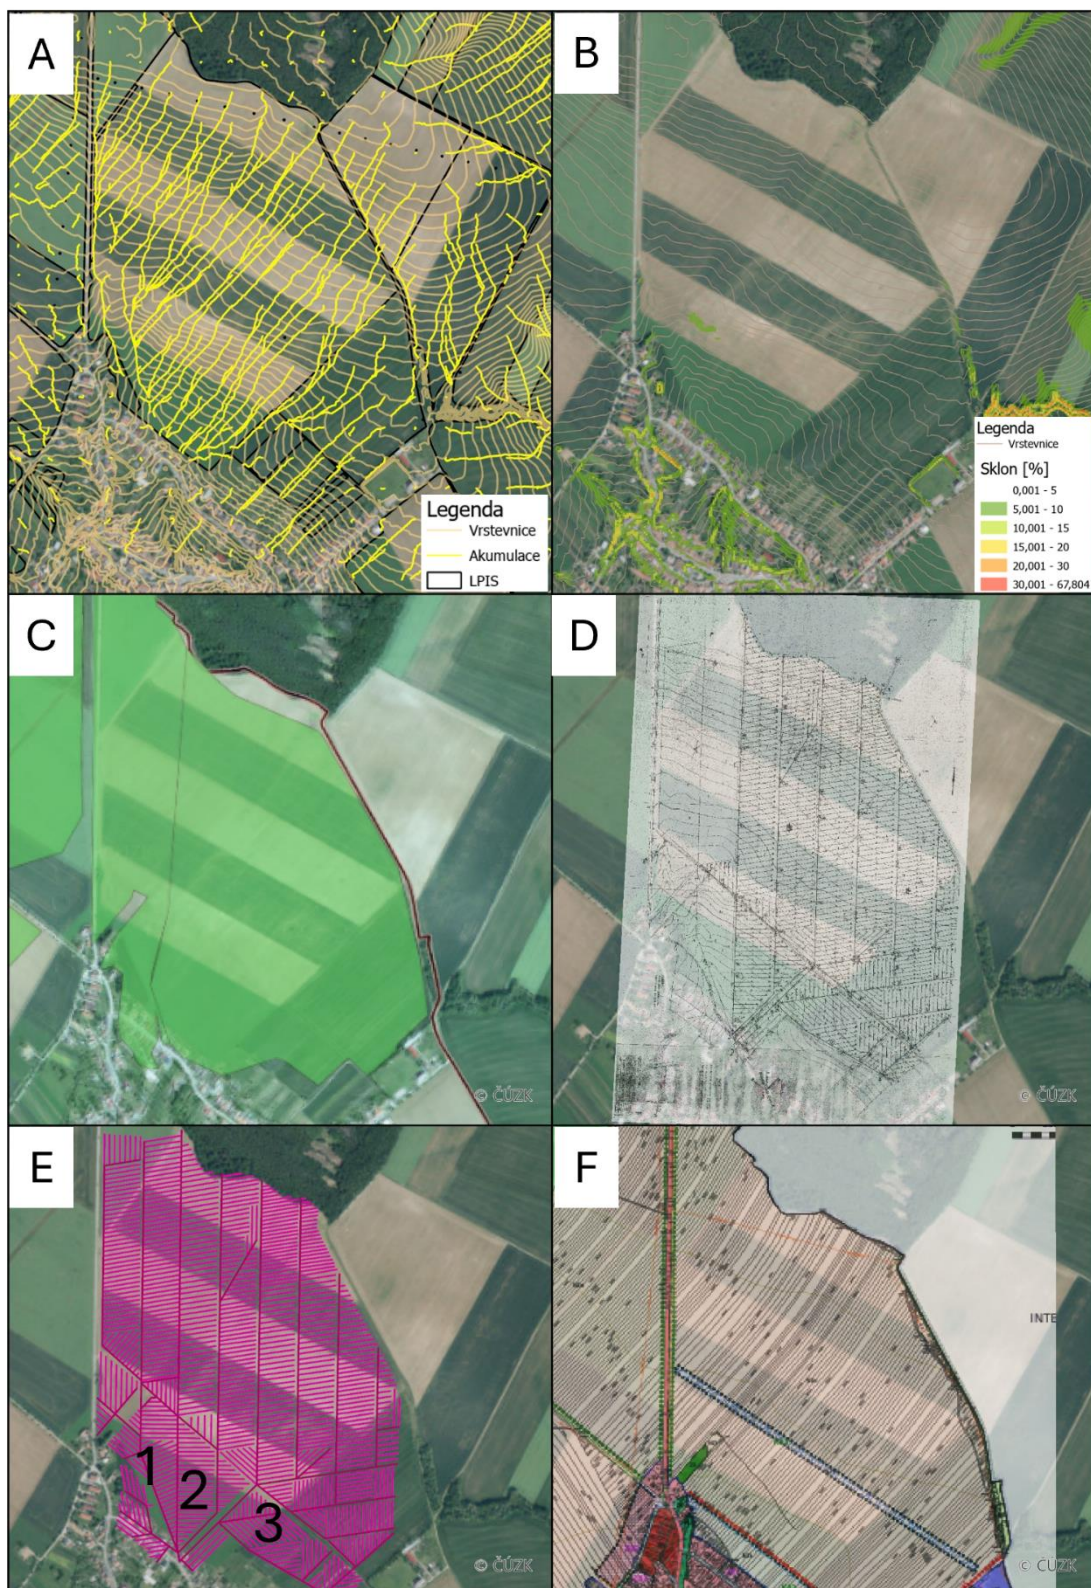 A
Legenda
Vrstevnice
Akumulace
LPIS
B
Legenda
Vrstevnice
Sklon [%]
0,001 - 5
5,001 - 10
10,001 - 15
15,001 - 20
20,001 - 30
30,001 - 67,804
C
© ČÚZK
D
© ČÚZK
E
1
2
3
© ČÚZK
F
INTE
© ČÚZK